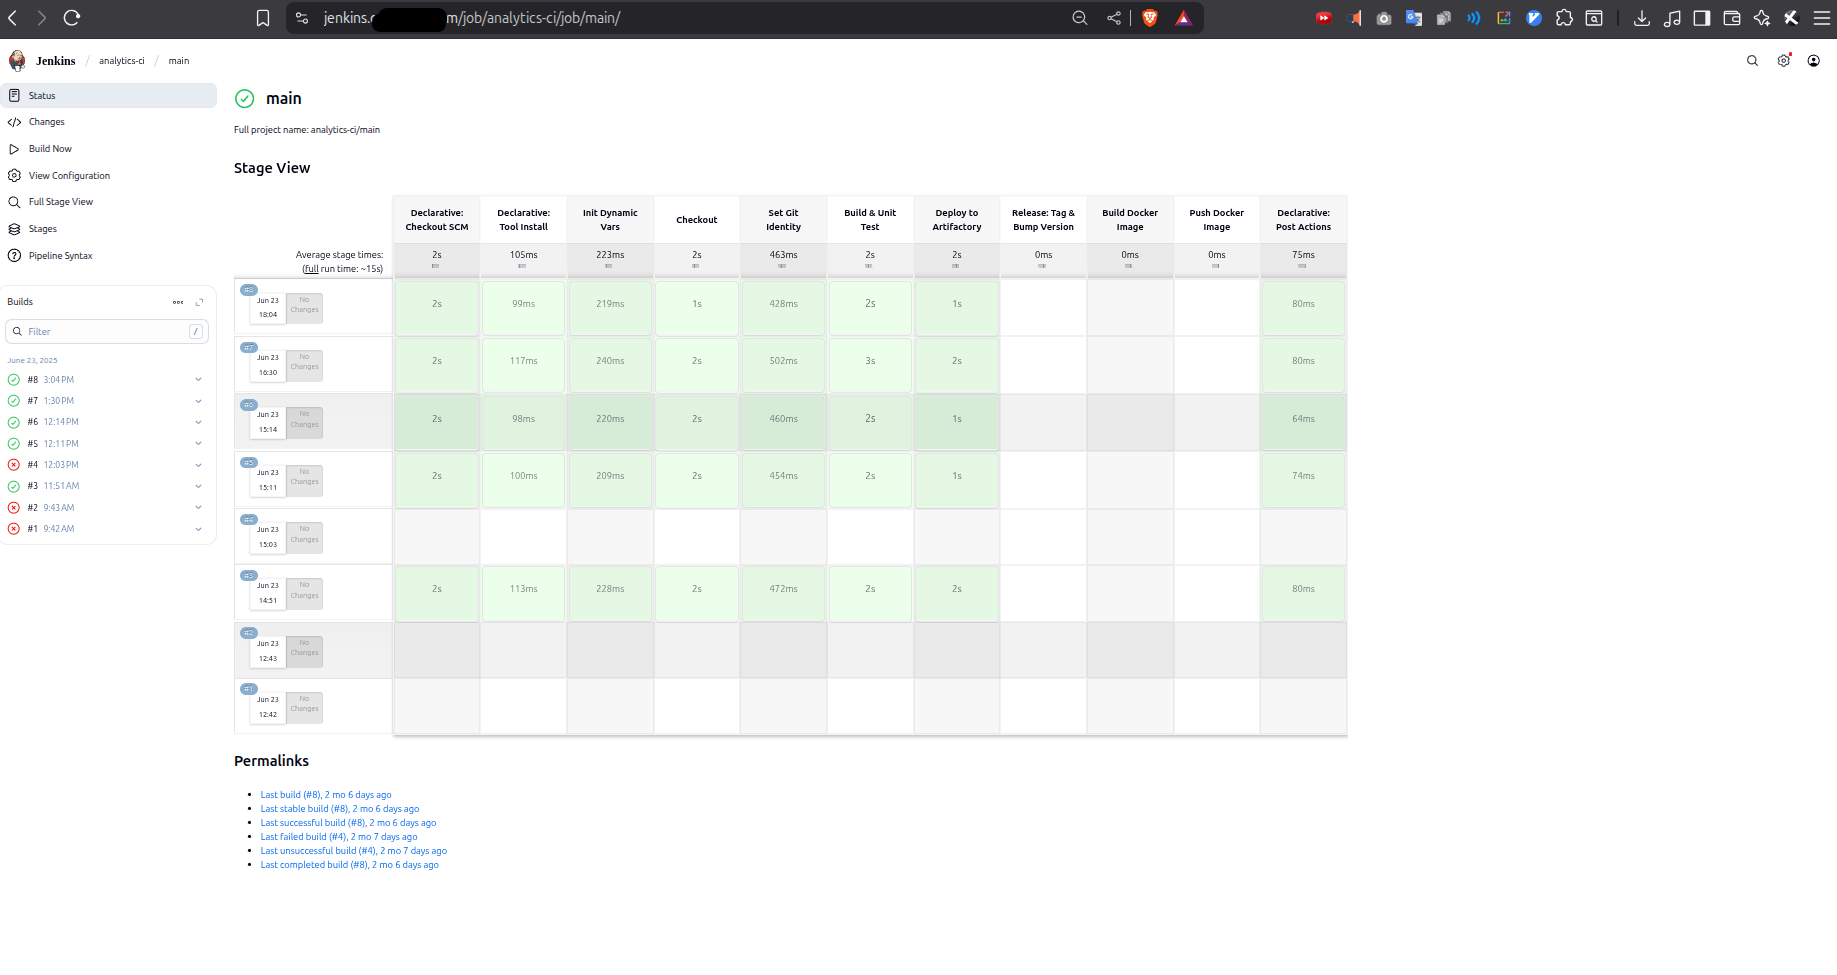 jenkins.
m/job/analytics-ci/job/main/
Jenkins / analytics-ci / main
Status
Changes
Build Now
View Configuration
Full Stage View
Stages
Pipeline Syntax
Builds
Filter /
June 23, 2025
#8 3:04 PM
#7 1:30 PM
#6 12:14 PM
#5 12:11 PM
#4 12:03 PM
#3 11:51 AM
#2 9:43 AM
#1 9:42 AM
main
Full project name: analytics-ci/main
Stage View
Declarative: Checkout SCM
Declarative: Tool Install
Init Dynamic Vars
Checkout
Set Git Identity
Build & Unit Test
Deploy to Artifactory
Release: Tag & Bump Version
Build Docker Image
Push Docker Image
Declarative: Post Actions
Average stage times:
(full run time: ~15s)
2s 105ms 223ms 2s 463ms 2s 2s 0ms 0ms 0ms 75ms
#8
Jun 23
18:04
No Changes
2s 99ms 219ms 1s 428ms 2s 1s 80ms
#7
Jun 23
16:30
No Changes
2s 117ms 240ms 2s 502ms 3s 2s 80ms
#6
Jun 23
15:14
No Changes
2s 98ms 220ms 2s 460ms 2s 1s 64ms
#5
Jun 23
15:11
No Changes
2s 100ms 209ms 2s 454ms 2s 1s 74ms
#4
Jun 23
15:03
No Changes
#3
Jun 23
14:51
No Changes
2s 113ms 228ms 2s 472ms 2s 2s 80ms
#2
Jun 23
12:43
No Changes
#1
Jun 23
12:42
No Changes
Permalinks
Last build (#8), 2 mo 6 days ago
Last stable build (#8), 2 mo 6 days ago
Last successful build (#8), 2 mo 6 days ago
Last failed build (#4), 2 mo 7 days ago
Last unsuccessful build (#4), 2 mo 7 days ago
Last completed build (#8), 2 mo 6 days ago